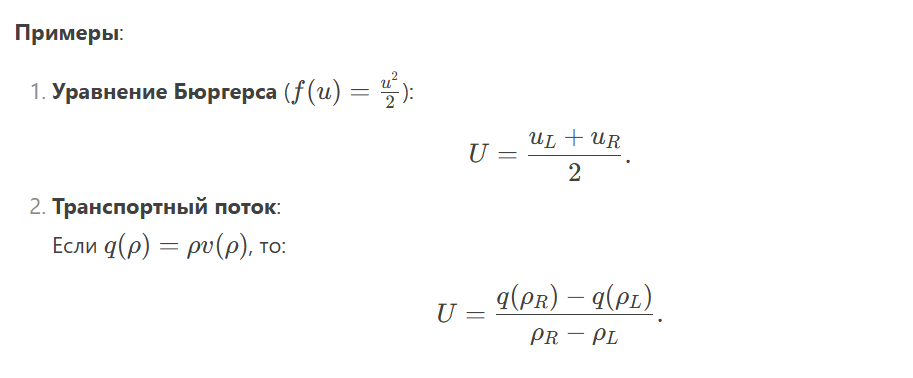 Примеры:
1. Уравнение Бюргерса (f(u) = u²/2):
U = (u_L + u_R)/2.
2. Транспортный поток:
Если q(ρ) = ρv(ρ), то:
U = (q(ρ_R) − q(ρ_L))/(ρ_R − ρ_L).